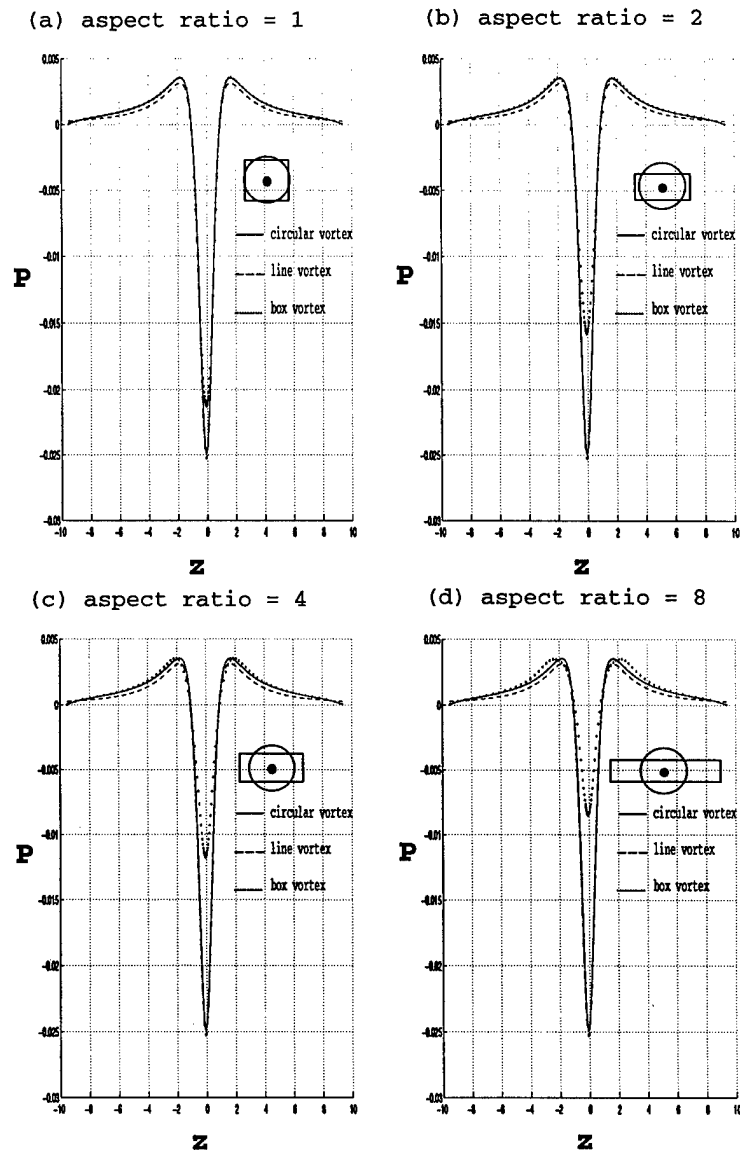 (a) aspect ratio = 1
0.005
0
-0.005
-0.01
-0.015
-0.02
-0.025
-0.03
-10 -8 -6 -4 -2 0 2 4 6 8 10
P
z
circular vortex
line vortex
box vortex
(b) aspect ratio = 2
0.005
0
-0.005
-0.01
-0.015
-0.02
-0.025
-0.03
-10 -8 -6 -4 -2 0 2 4 6 8 10
P
z
circular vortex
line vortex
box vortex
(c) aspect ratio = 4
0.005
0
-0.005
-0.01
-0.015
-0.02
-0.025
-0.03
-10 -8 -6 -4 -2 0 2 4 6 8 10
P
z
circular vortex
line vortex
box vortex
(d) aspect ratio = 8
0.005
0
-0.005
-0.01
-0.015
-0.02
-0.025
-0.03
-10 -8 -6 -4 -2 0 2 4 6 8 10
P
z
circular vortex
line vortex
box vortex